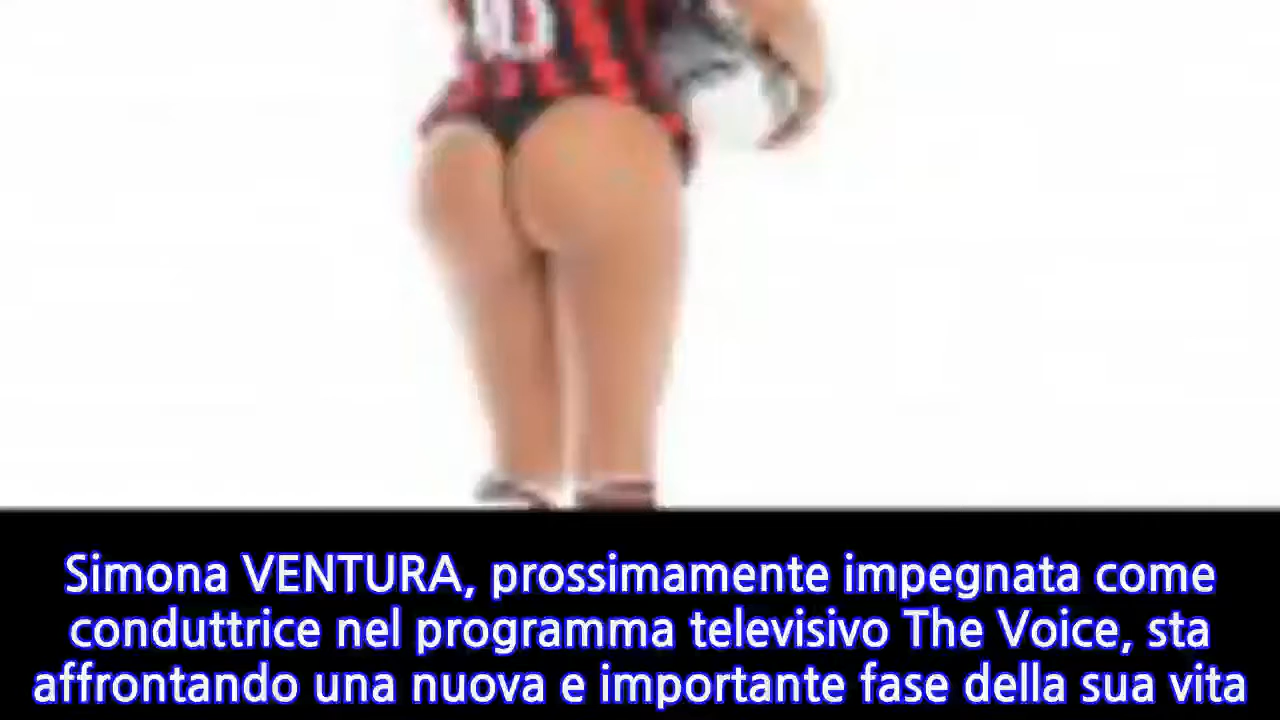 Simona VENTURA, prossimamente impegnata come
conduttrice nel programma televisivo The Voice, sta
affrontando una nuova e importante fase della sua vita